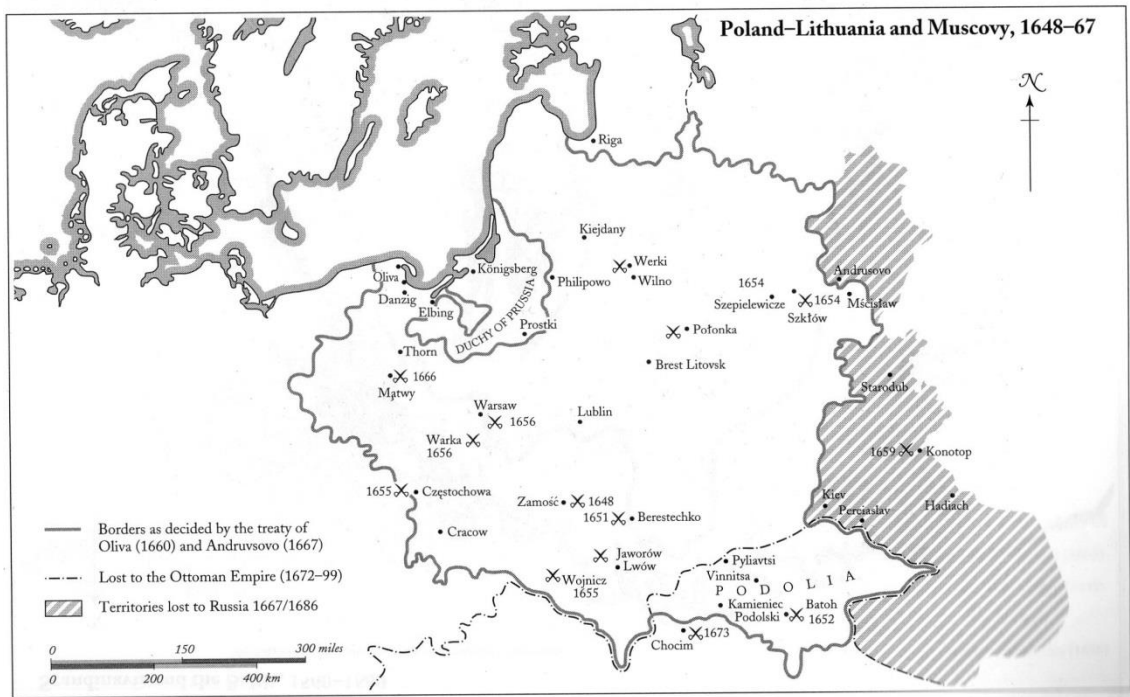 Poland–Lithuania and Muscovy, 1648–67
N
Riga
Kiejdany
Werki
Wilno
Königsberg
Philipowo
Oliva
Danzig
Elbing
DUCHY OF PRUSSIA
Prostki
1654
Szepielewicze
1654
Szkłów
Andrusovo
Mścisław
Połonka
Brest Litovsk
Thorn
1666
Mątwy
Starodub
Warsaw
1656
Lublin
Warka
1656
1659
Konotop
1655
Częstochowa
Zamość
1648
1651
Berestechko
Kiev
Pereiaslav
Hadiach
Cracow
Jaworów
Lwów
Wojnicz
1655
Pyliavtsi
Vinnitsa
PODOLIA
Kamieniec
Podolski
Batoh
1652
Chocim
1673
Borders as decided by the treaty of
Oliva (1660) and Andruvsovo (1667)
Lost to the Ottoman Empire (1672–99)
Territories lost to Russia 1667/1686
0 150 300 miles
0 200 400 km